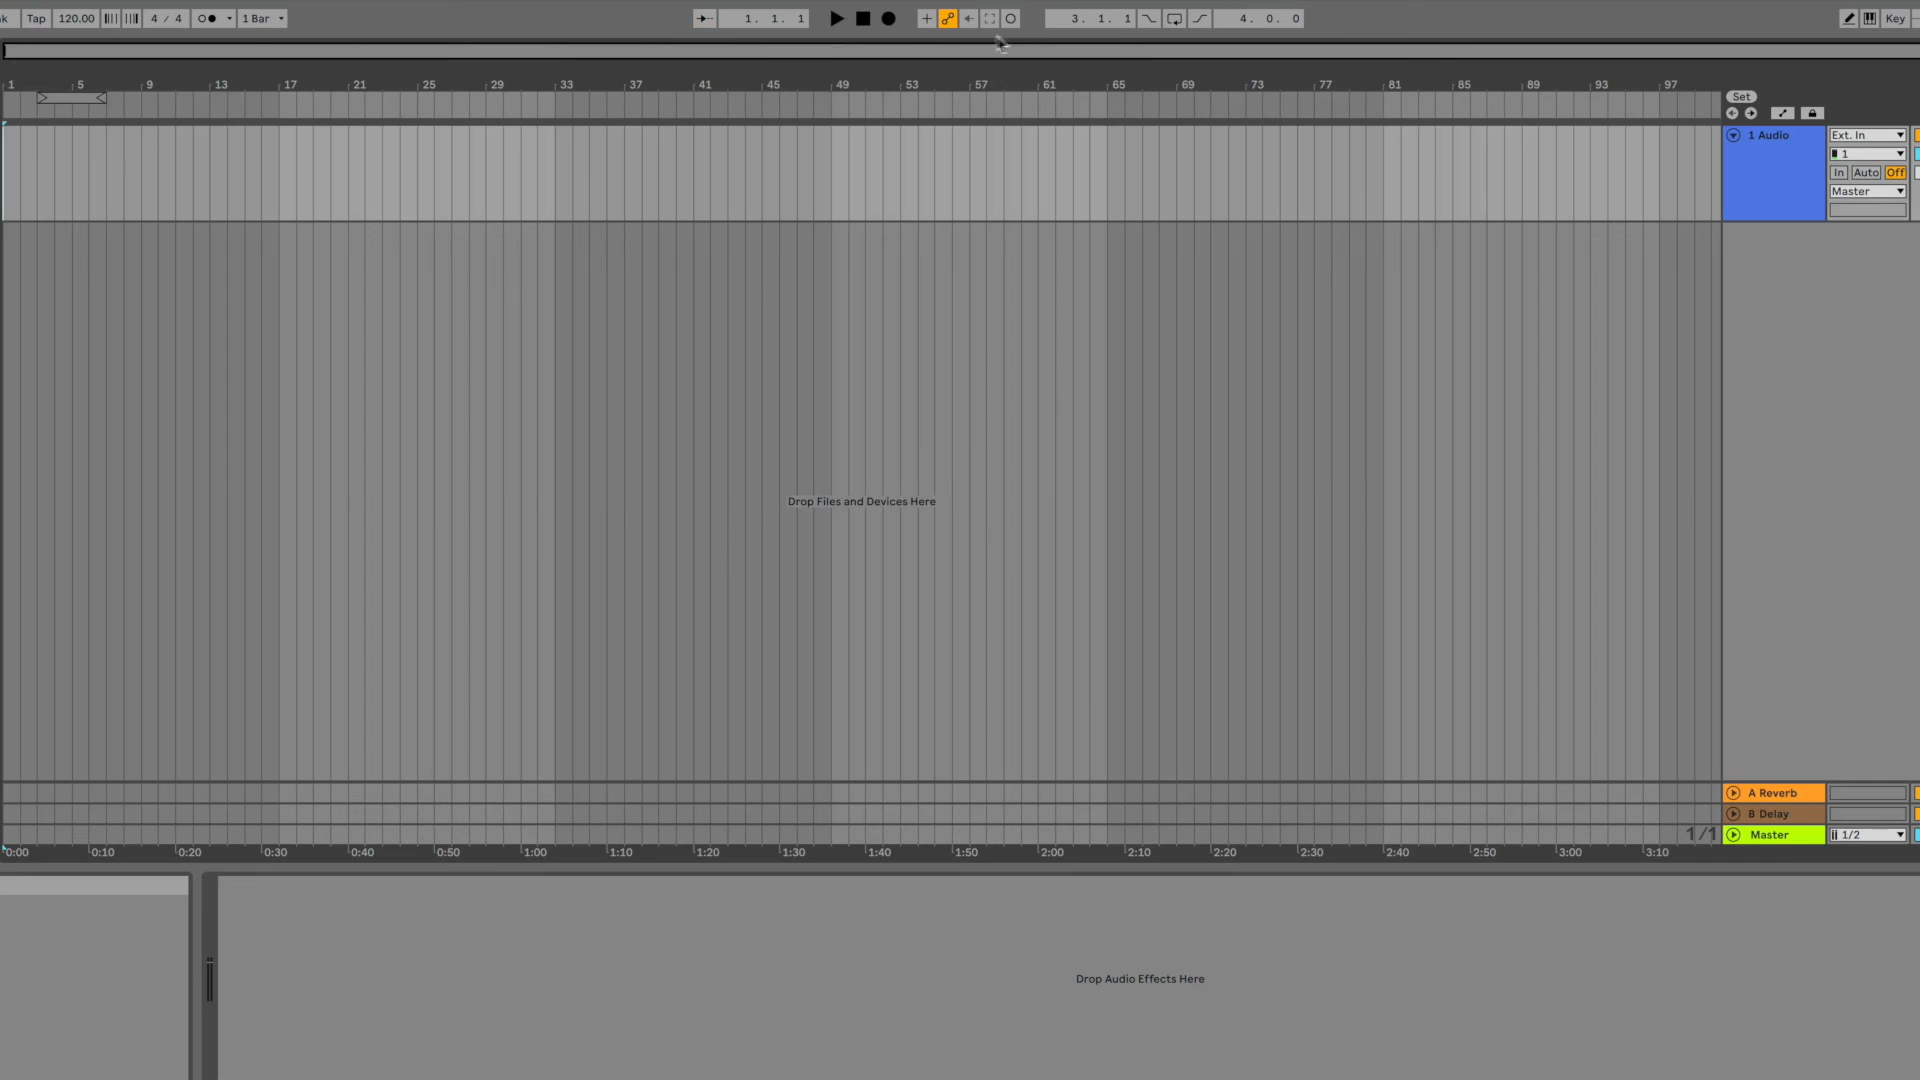 nk Tap 120.00 4 / 4 1 Bar 1. 1. 1 3. 1. 1 4. 0. 0 Key
1 5 9 13 17 21 25 29 33 37 41 45 49 53 57 61 65 69 73 77 81 85 89 93 97
Set
1 Audio Ext. In
1
In Auto Off
Master
Drop Files and Devices Here
A Reverb
B Delay
1/1 Master 1/2
0:00 0:10 0:20 0:30 0:40 0:50 1:00 1:10 1:20 1:30 1:40 1:50 2:00 2:10 2:20 2:30 2:40 2:50 3:00 3:10
Drop Audio Effects Here